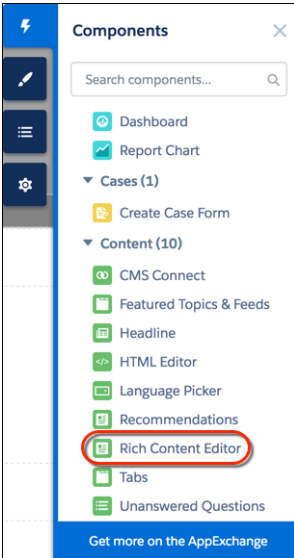 Components
Search components...
Dashboard
Report Chart
Cases (1)
Create Case Form
Content (10)
CMS Connect
Featured Topics & Feeds
Headline
HTML Editor
Language Picker
Recommendations
Rich Content Editor
Tabs
Unanswered Questions
Get more on the AppExchange